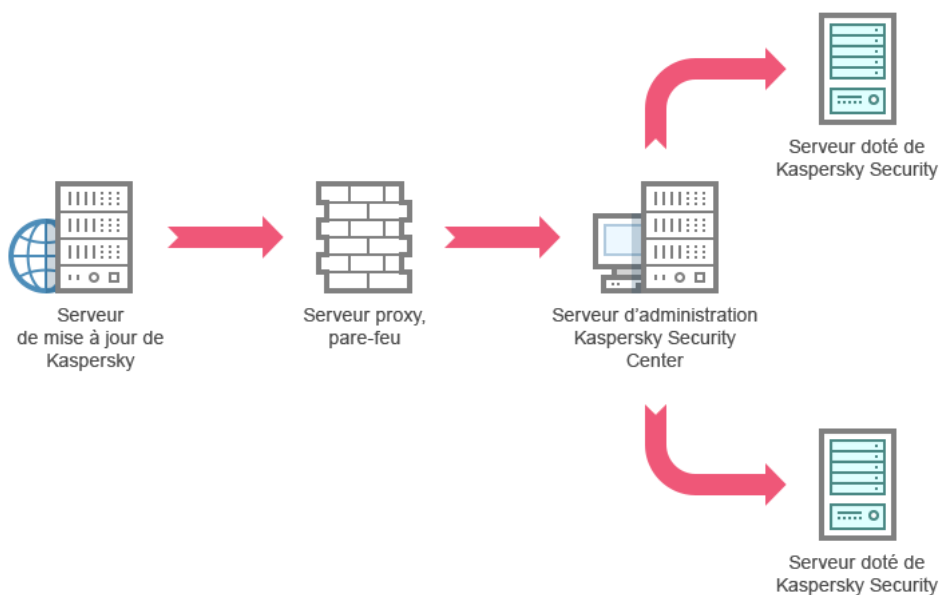 Serveur doté de
Kaspersky Security
Serveur
de mise à jour de
Kaspersky
Serveur proxy,
pare-feu
Serveur d'administration
Kaspersky Security
Center
Serveur doté de
Kaspersky Security